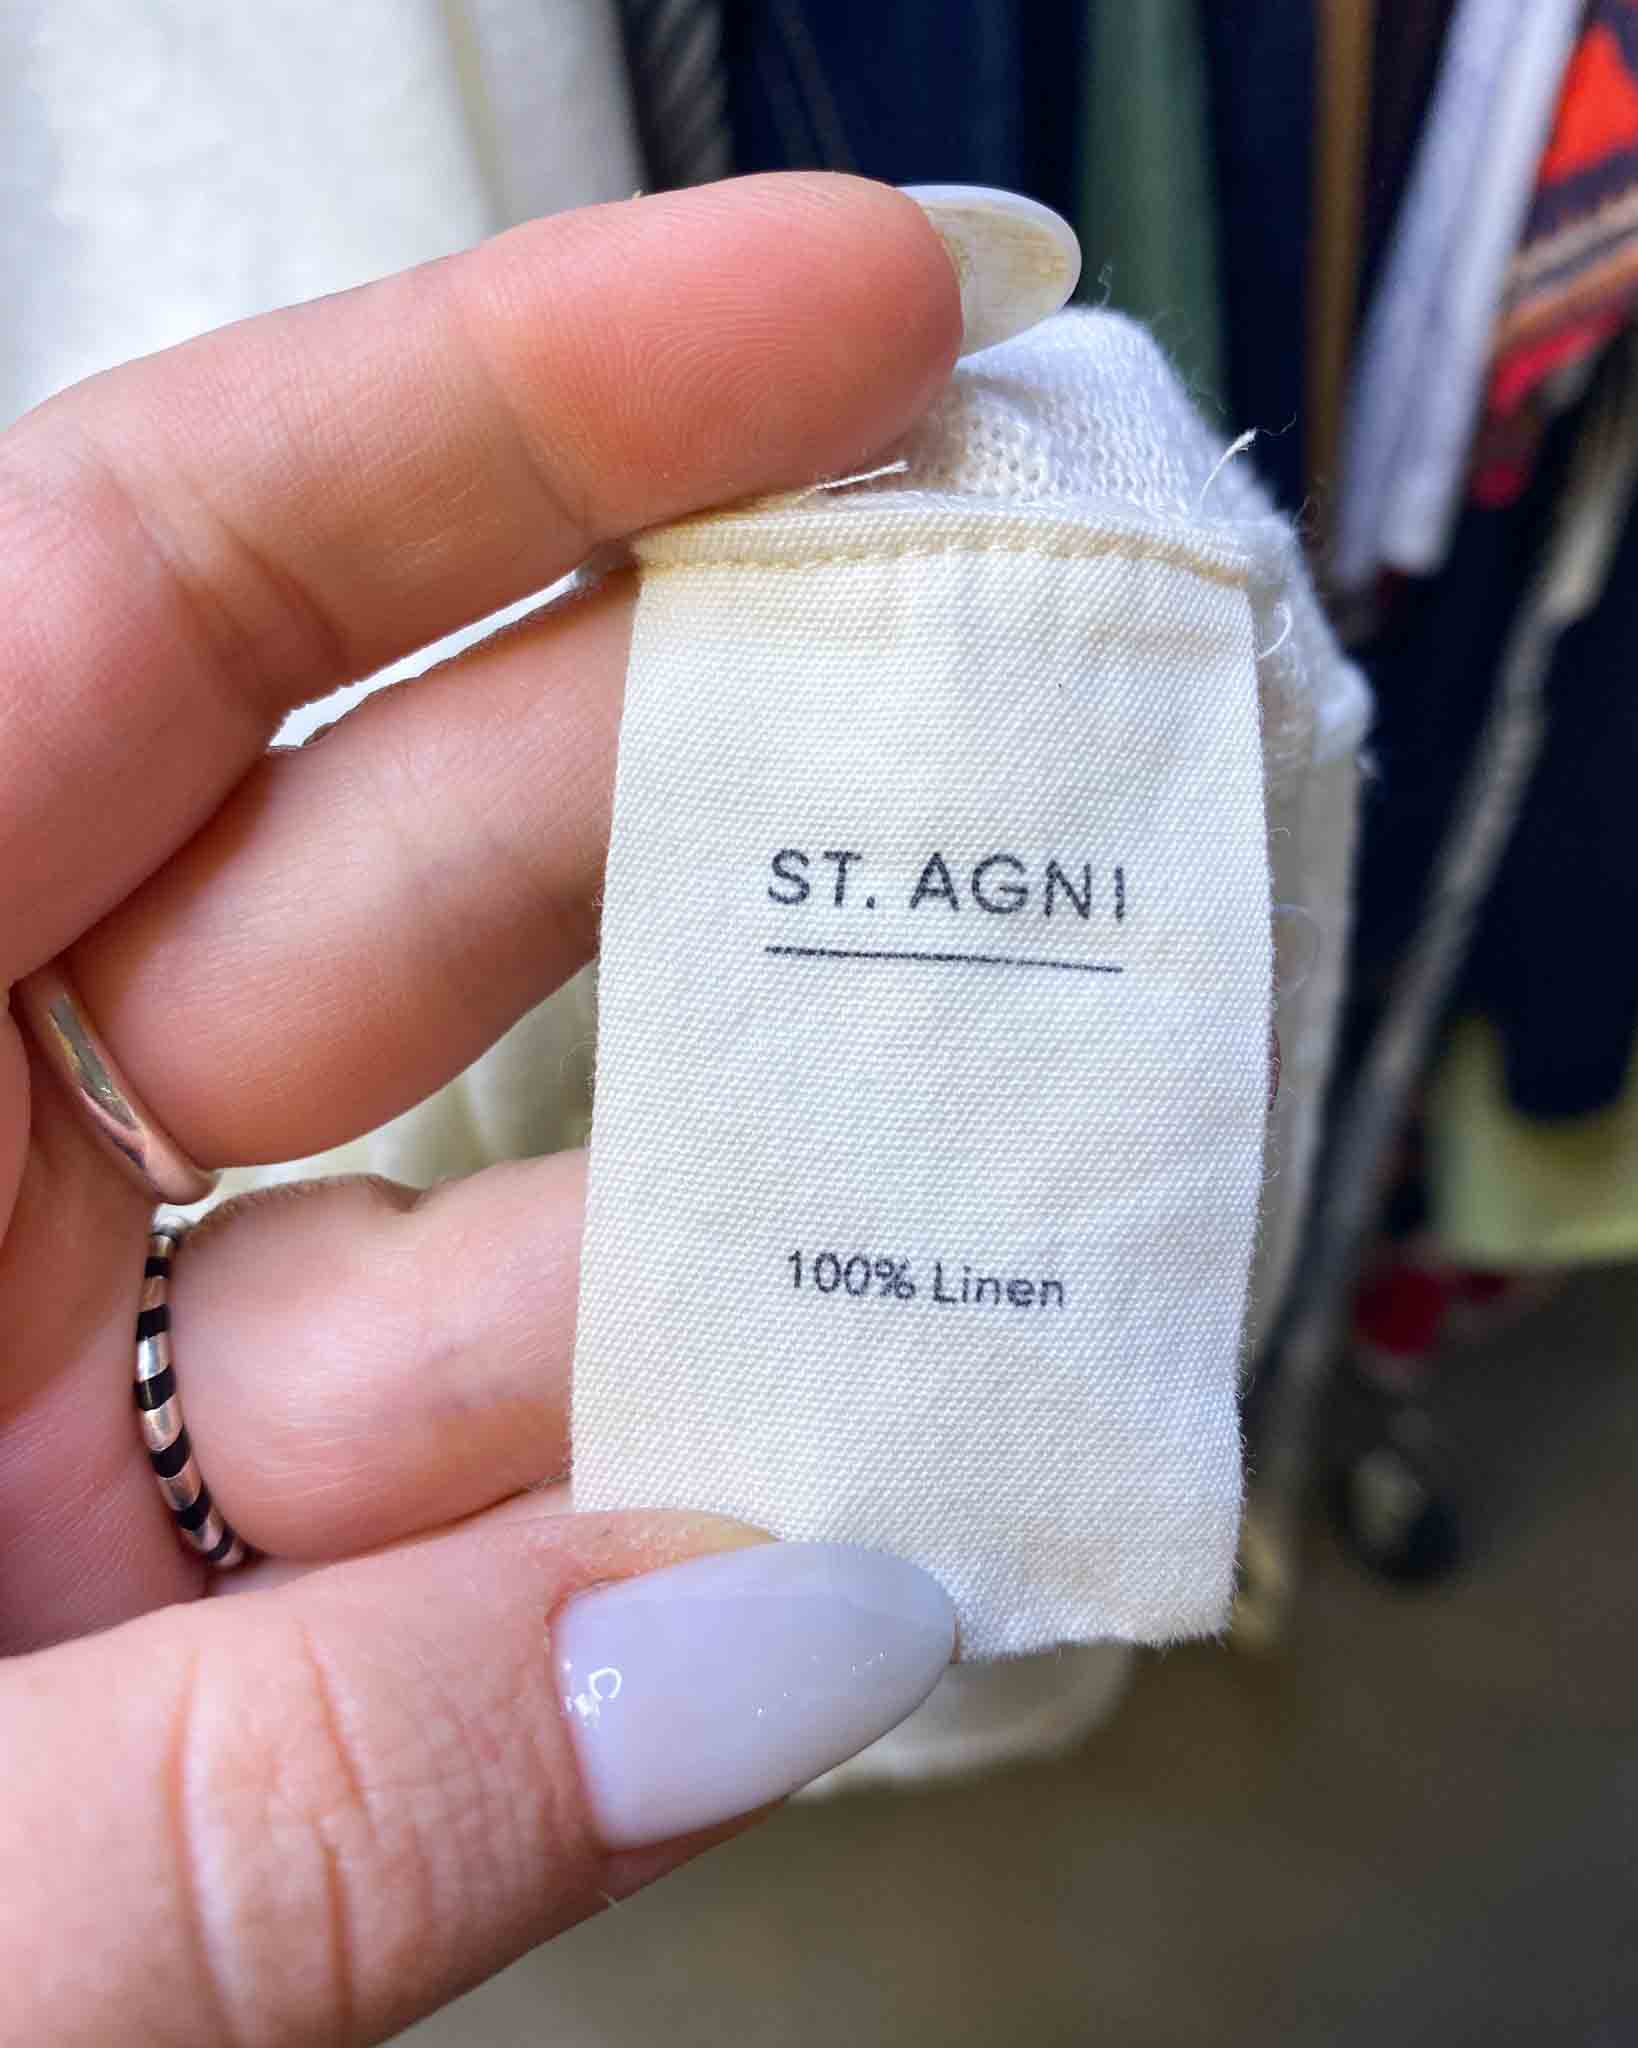 ST. AGNI
100% Linen